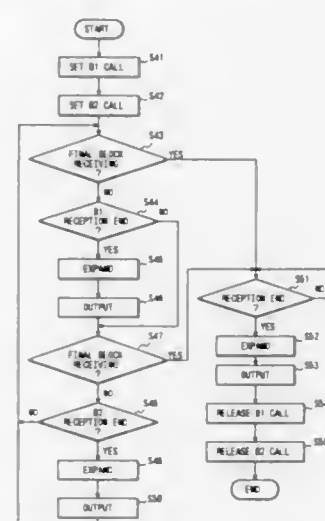 START
S41
SET B1 CALL
S42
SET B2 CALL
S43
FINAL BLOCK
RECEIVING
?
YES
NO
S44
B1
RECEPTION END
?
NO
YES
S45
EXPAND
S46
OUTPUT
S47
FINAL BLOCK
RECEIVING
?
YES
NO
S48
B2
RECEPTION END
?
NO
YES
S49
EXPAND
S50
OUTPUT
S51
RECEPTION END
?
NO
YES
S52
EXPAND
S53
OUTPUT
RELEASE B1 CALL
RELEASE B2 CALL
END